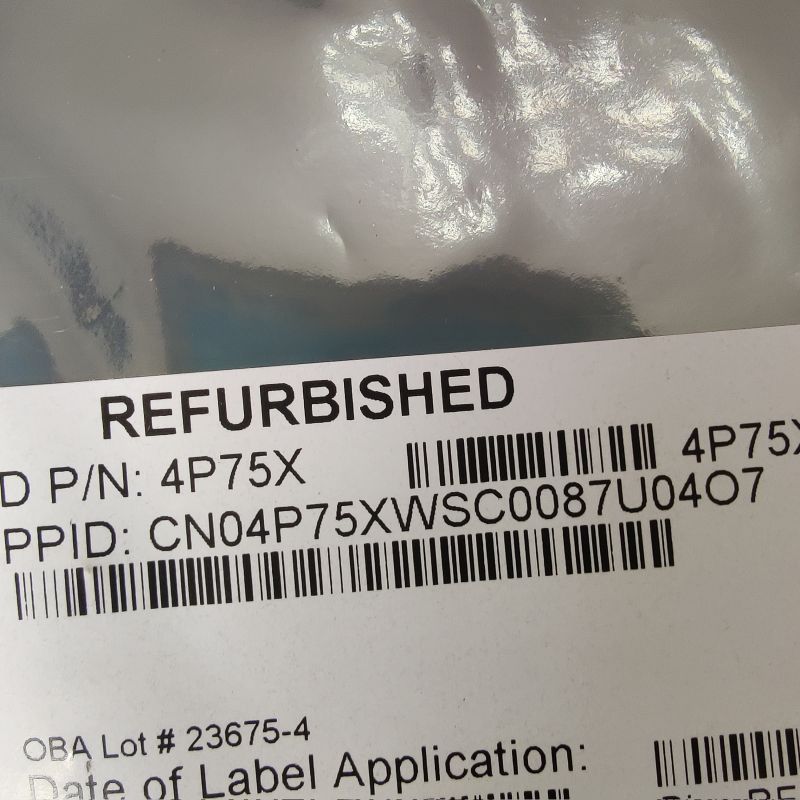 REFURBISHED
D P/N: 4P75X 4P75X
PPID: CN04P75XWSC0087U04O7
OBA Lot # 23675-4
Date of Label Application: